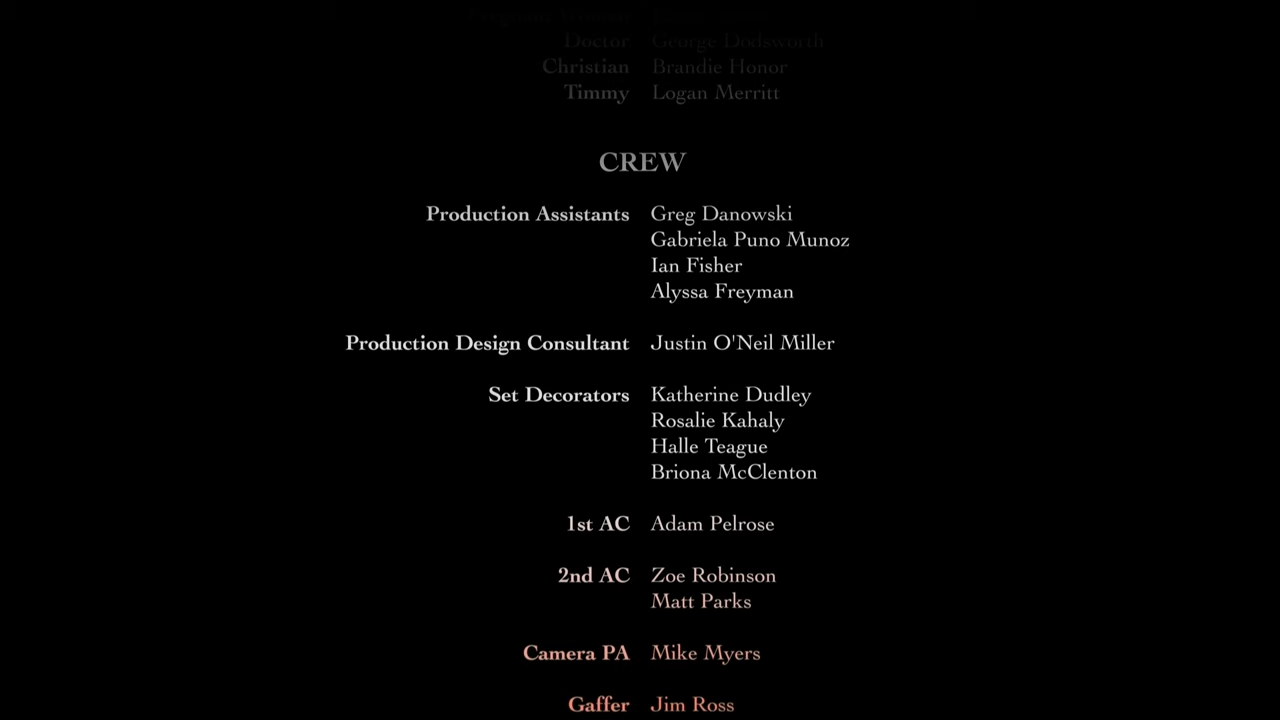 Pregnant Woman
Doctor George Dodsworth
Christian Brandie Honor
Timmy Logan Merritt
CREW
Production Assistants Greg Danowski
Gabriela Puno Munoz
Ian Fisher
Alyssa Freyman
Production Design Consultant Justin O'Neil Miller
Set Decorators Katherine Dudley
Rosalie Kahaly
Halle Teague
Briona McClenton
1st AC Adam Pelrose
2nd AC Zoe Robinson
Matt Parks
Camera PA Mike Myers
Gaffer Jim Ross